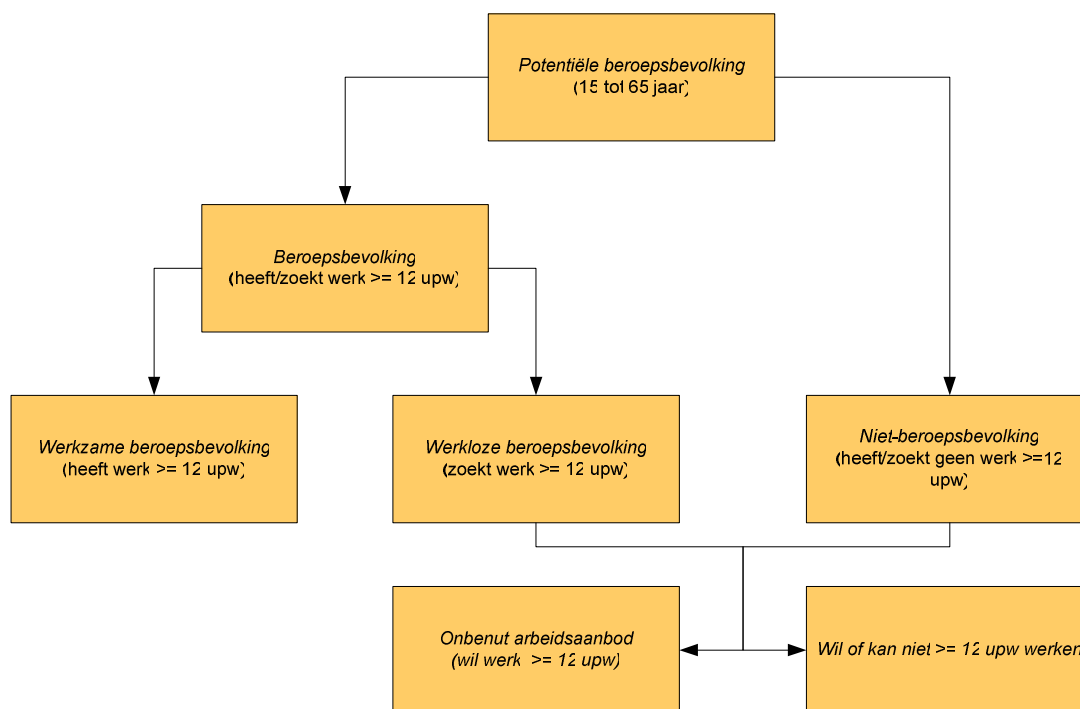 Potentiële beroepsbevolking
(15 tot 65 jaar)
Beroepsbevolking
(heeft/zoekt werk >= 12 upw)
Werkzame beroepsbevolking
(heeft werk >= 12 upw)
Werkloze beroepsbevolking
(zoekt werk >= 12 upw)
Niet-beroepsbevolking
(heeft/zoekt geen werk >=12
upw)
Onbenut arbeidsaanbod
(wil werk >= 12 upw)
Wil of kan niet >= 12 upw werken